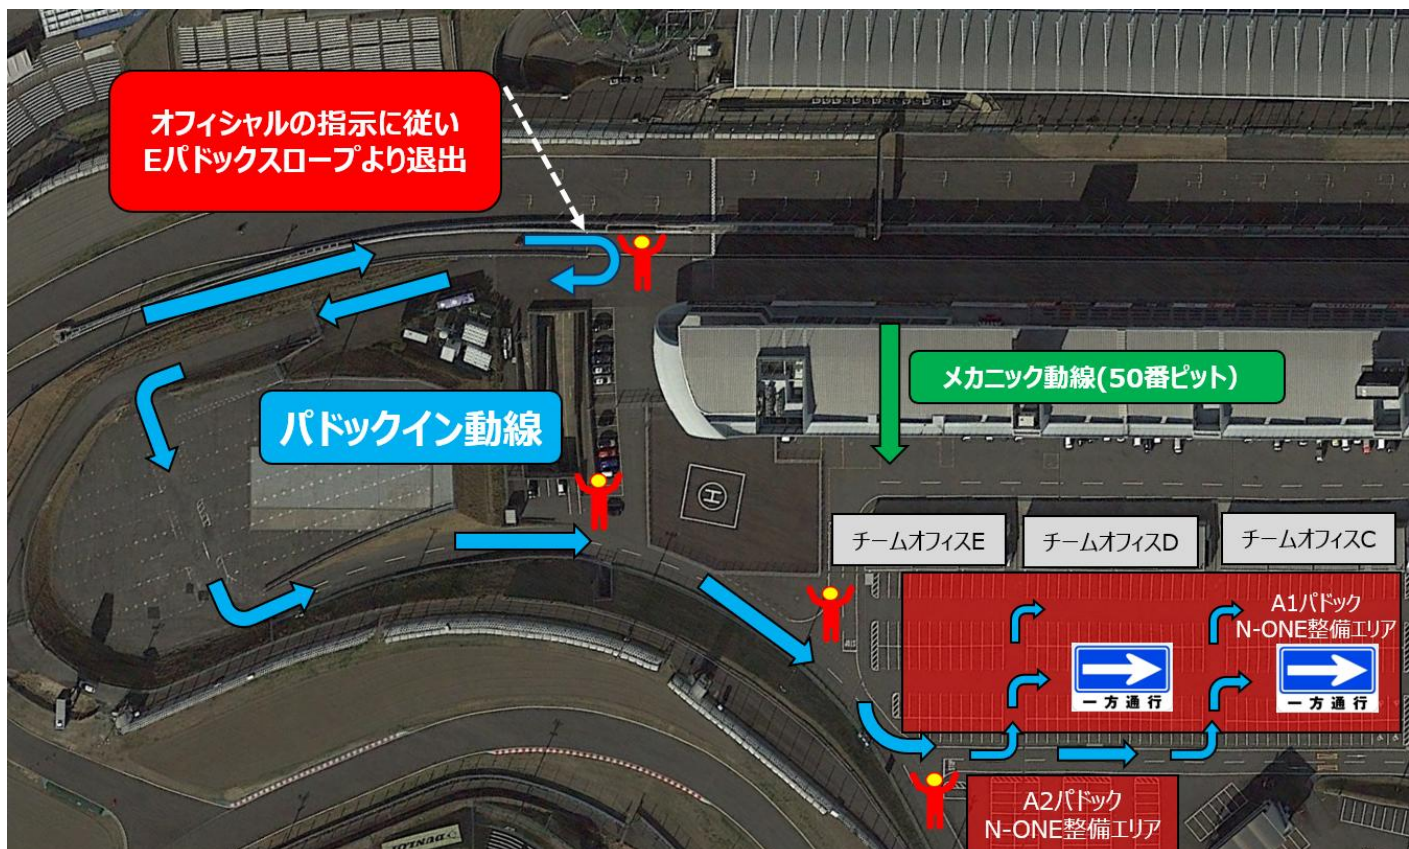 オフィシャルの指示に従い
Eパドックスロープより退出
パドックイン動線
メカニック動線(50番ピット）
チームオフィスE
チームオフィスD
チームオフィスC
A1パドック
N-ONE整備エリア
一方通行
一方通行
A2パドック
N-ONE整備エリア
H
DUNLOP